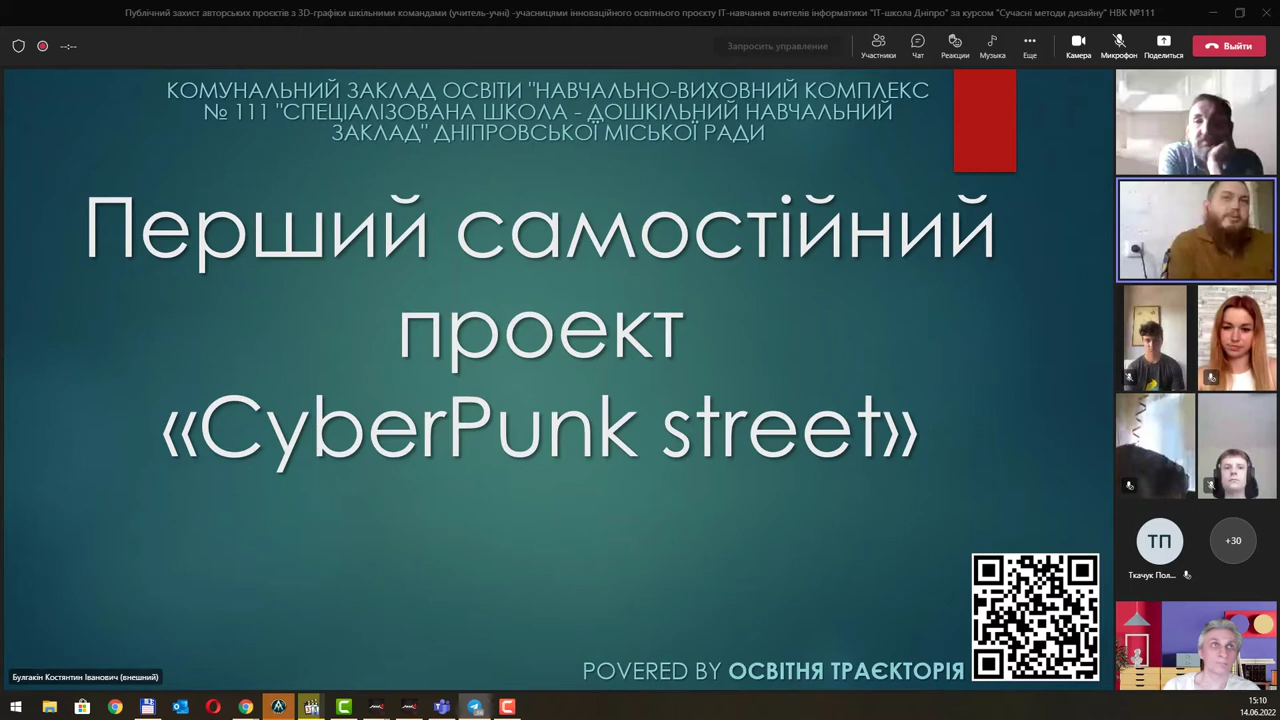 Публічний захист авторських проєктів з 3D-графіки шкільними командами (учитель-учні) -учасницями інноваційного освітнього проєкту ІТ-навчання вчителів інформатики "ІТ-школа Дніпро" за курсом "Сучасні методи дизайну" НВК №111
--:--
Запросить управление
Участники
Чат
Реакции
Музыка
Еще
Камера
Микрофон
Поделиться
Выйти
КОМУНАЛЬНИЙ ЗАКЛАД ОСВІТИ "НАВЧАЛЬНО-ВИХОВНИЙ КОМПЛЕКС
№ 111 "СПЕЦІАЛІЗОВАНА ШКОЛА - ДОШКІЛЬНИЙ НАВЧАЛЬНИЙ
ЗАКЛАД" ДНІПРОВСЬКОЇ МІСЬКОЇ РАДИ
Перший самостійний
проект
«CyberPunk street»
POVERED BY ОСВІТНЯ ТРАЄКТОРІЯ
Булгакін Костянтин Іванович (внешний)
ТП
+30
Ткачук Пол...
15:10
14.06.2022